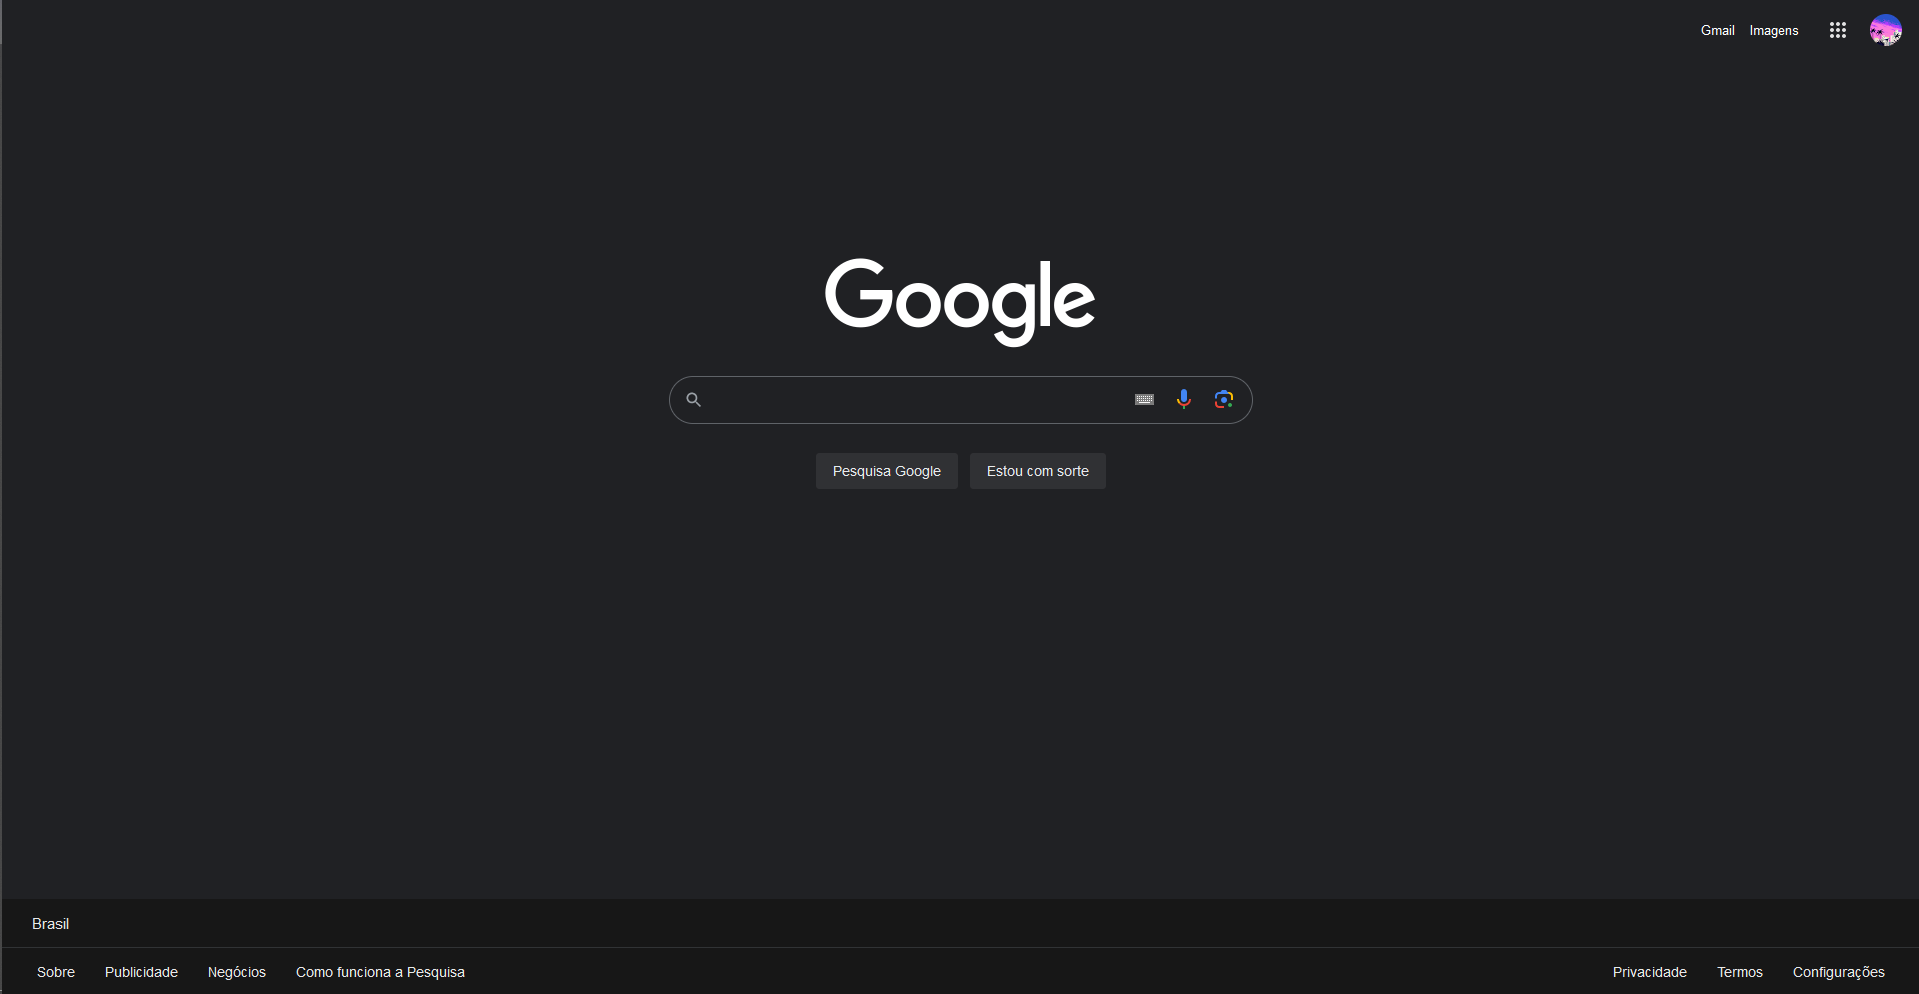 Gmail Imagens
Google
Pesquisa Google Estou com sorte
Brasil
Sobre Publicidade Negócios Como funciona a Pesquisa Privacidade Termos Configurações